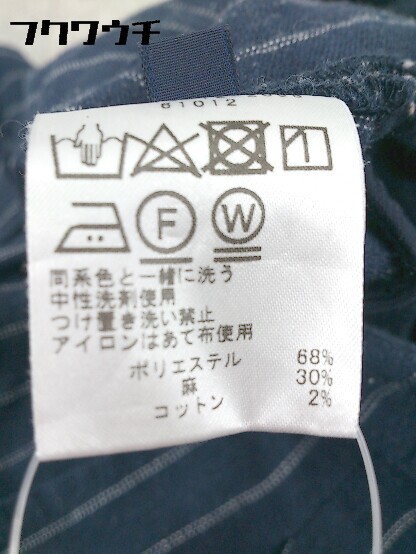 フクワウチ
61012
F
W
同系色と一緒に洗う
中性洗剤使用
つけ置き洗い禁止
アイロンはあて布使用
ポリエステル 68%
麻 30%
コットン 2%